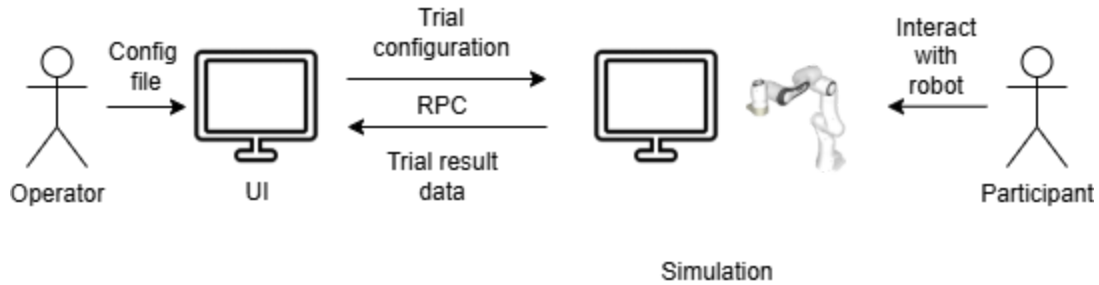 Trial
configuration
Config
file
RPC
Trial result
data
Interact
with
robot
Operator
UI
Participant
Simulation